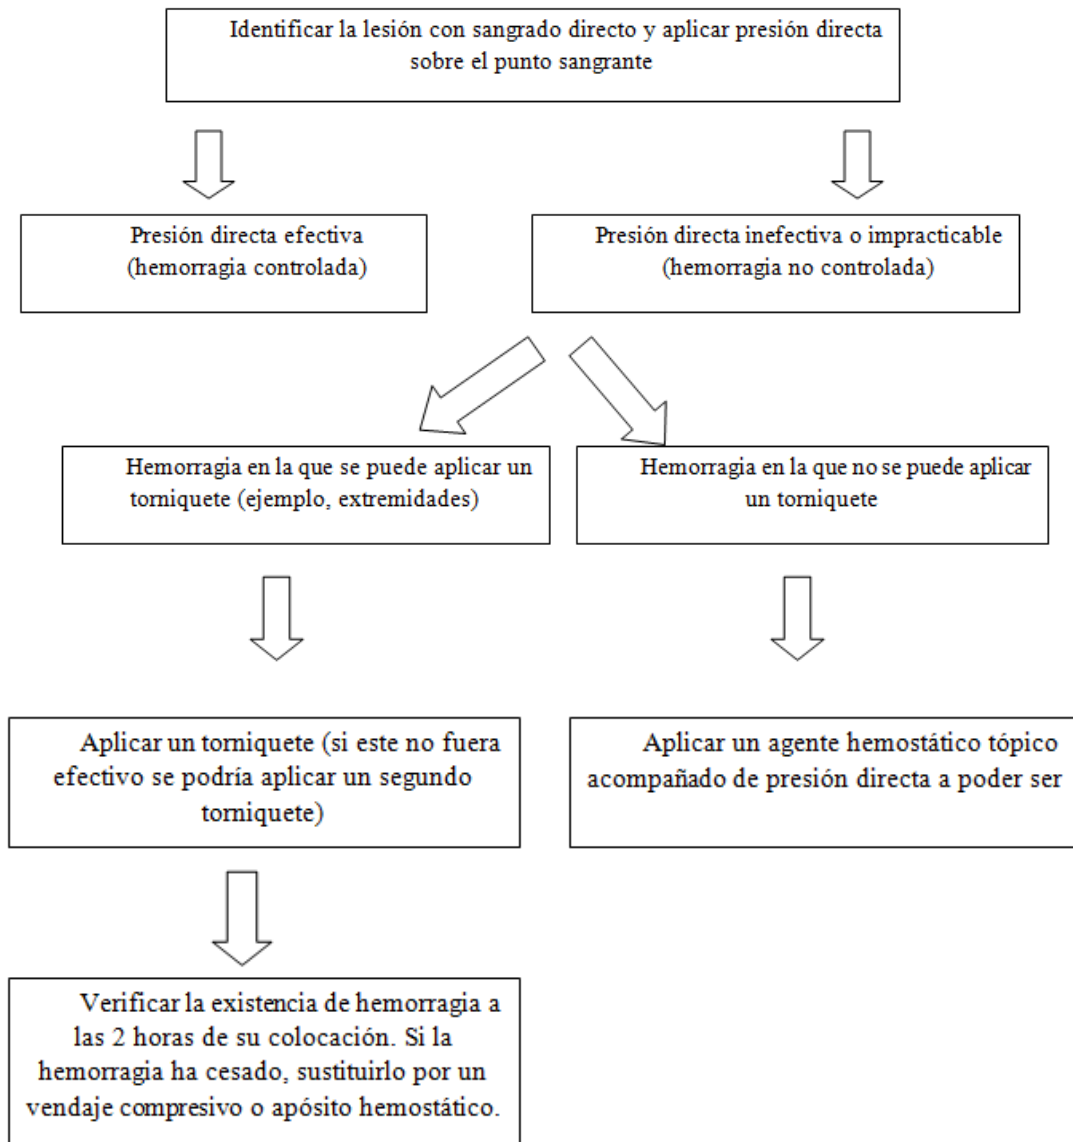 Identificar la lesión con sangrado directo y aplicar presión directa
sobre el punto sangrante
Presión directa efectiva
(hemorragia controlada)
Presión directa inefectiva o impracticable
(hemorragia no controlada)
Hemorragia en la que se puede aplicar un
torniquete (ejemplo, extremidades)
Hemorragia en la que no se puede aplicar
un torniquete
Aplicar un torniquete (si este no fuera
efectivo se podría aplicar un segundo
torniquete)
Aplicar un agente hemostático tópico
acompañado de presión directa a poder ser
Verificar la existencia de hemorragia a
las 2 horas de su colocación. Si la
hemorragia ha cesado, sustituirlo por un
vendaje compresivo o apósito hemostático.